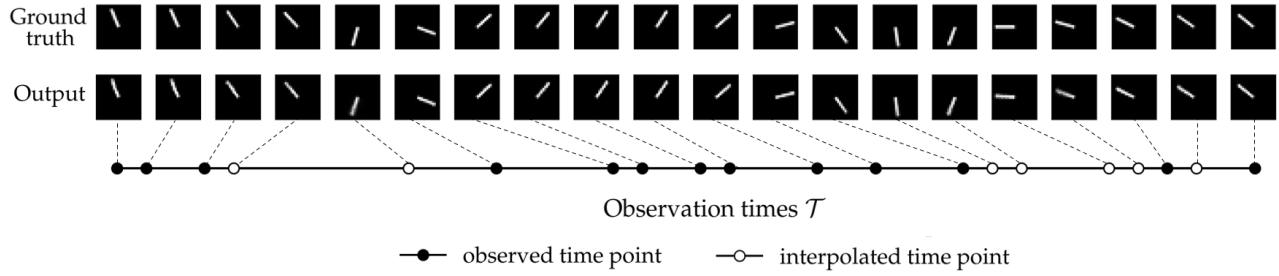 Ground
truth
Output
Observation times 𝒯
observed time point
interpolated time point